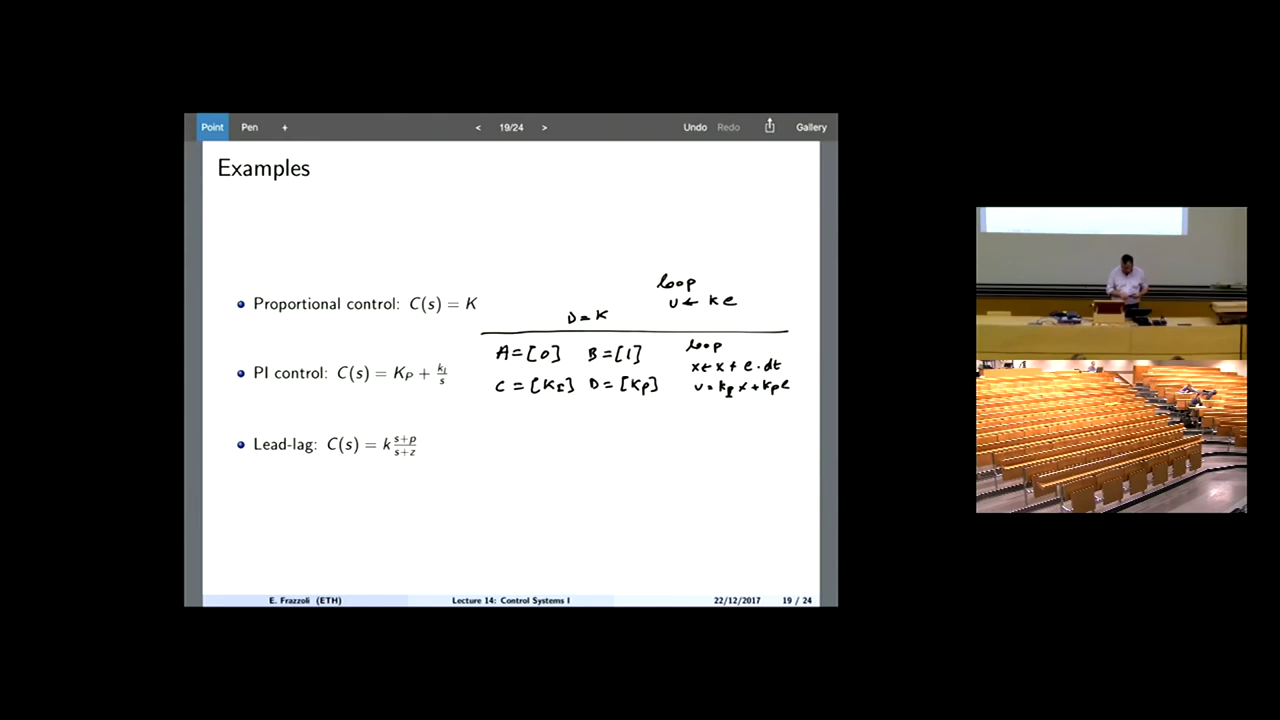 Point Pen + < 19/24 > Undo Redo Gallery
Examples
loop
u ← k e
Proportional control: C(s) = K
D = K
A = [0] B = [1]
C = [K_I] D = [K_P]
loop
x ← x + e · dt
u = k_I x + k_P e
PI control: C(s) = K_P + k_I/s
Lead-lag: C(s) = k (s+p)/(s+z)
E. Frazzoli (ETH) Lecture 14: Control Systems I 22/12/2017 19 / 24